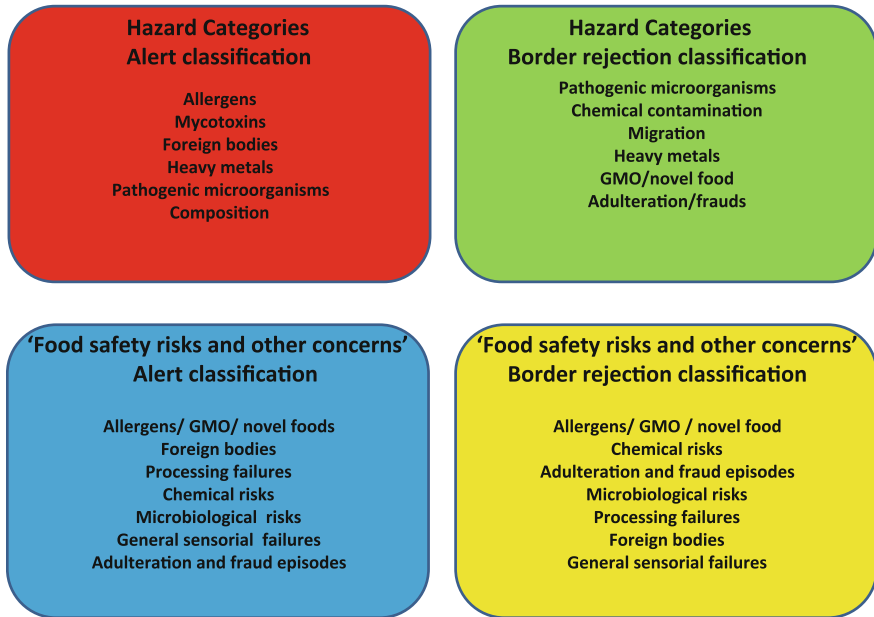 Hazard Categories
Alert classification
Allergens
Mycotoxins
Foreign bodies
Heavy metals
Pathogenic microorganisms
Composition
Hazard Categories
Border rejection classification
Pathogenic microorganisms
Chemical contamination
Migration
Heavy metals
GMO/novel food
Adulteration/frauds
‘Food safety risks and other concerns’
Alert classification
Allergens/ GMO/ novel foods
Foreign bodies
Processing failures
Chemical risks
Microbiological risks
General sensorial failures
Adulteration and fraud episodes
‘Food safety risks and other concerns’
Border rejection classification
Allergens/ GMO / novel food
Chemical risks
Adulteration and fraud episodes
Microbiological risks
Processing failures
Foreign bodies
General sensorial failures